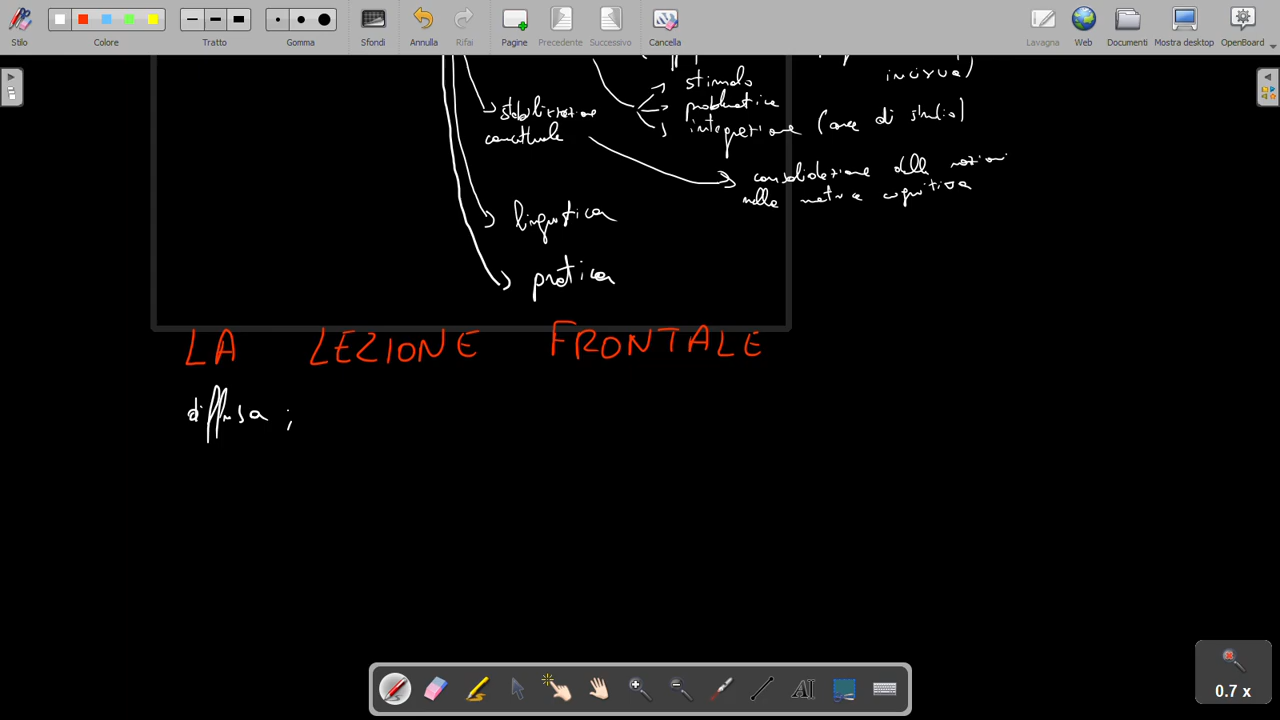 Stilo Colore Tratto Gomma Sfondi Annulla Rifai Pagine Precedente Successivo Cancella Lavagna Web Documenti Mostra desktop OpenBoard
incisiva)
stimolo
problematica
integrazione (aree di studio)
stabilizzazione
concettuale
consolidazione delle nozioni
nella matrice cognitiva
linguistica
pratica
LA LEZIONE FRONTALE
diffusa ;
0.7 x